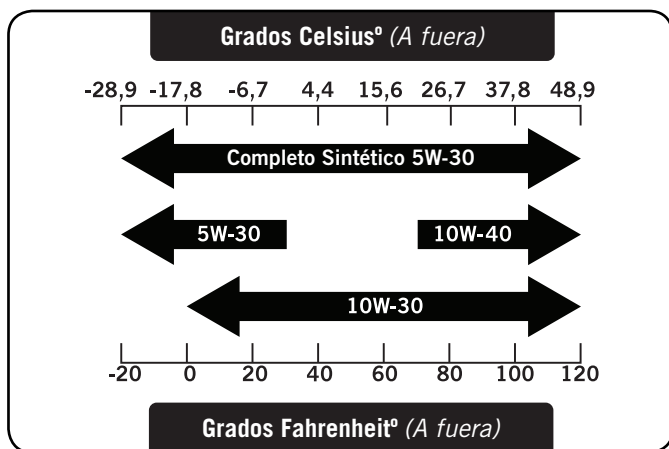 Grados Celsiusº (A fuera)
-28,9 -17,8 -6,7 4,4 15,6 26,7 37,8 48,9
Completo Sintético 5W-30
5W-30 10W-40
10W-30
-20 0 20 40 60 80 100 120
Grados Fahrenheitº (A fuera)